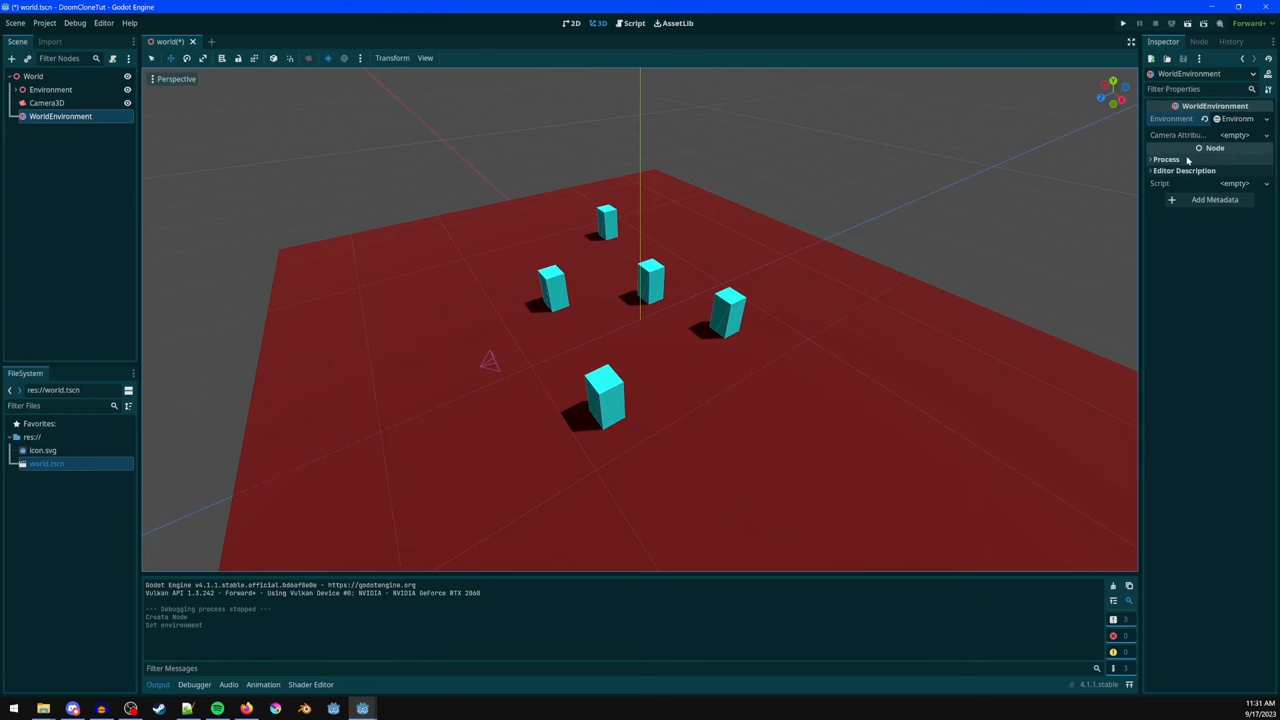 (*) world.tscn - DoomCloneTut - Godot Engine
Scene Project Debug Editor Help
2D 3D Script AssetLib
Forward+
Scene Import
world(*)
Inspector Node History
Filter Nodes
Transform View
World
WorldEnvironment
Perspective
Environment
Filter Properties
Camera3D
WorldEnvironment
WorldEnvironment
Environment Environm
Camera Attribu... <empty>
Node
Process
Editor Description
Script <empty>
Add Metadata
FileSystem
res://world.tscn
Filter Files
Favorites:
res://
icon.svg
world.tscn
Godot Engine v4.1.1.stable.official.bd6af8e0e - https://godotengine.org
Vulkan API 1.3.242 - Forward+ - Using Vulkan Device #0: NVIDIA - NVIDIA GeForce RTX 2060
--- Debugging process stopped ---
Create Node
Set environment
3
0
0
3
Filter Messages
Output Debugger Audio Animation Shader Editor
4.1.1.stable
11:31 AM
9/17/2023